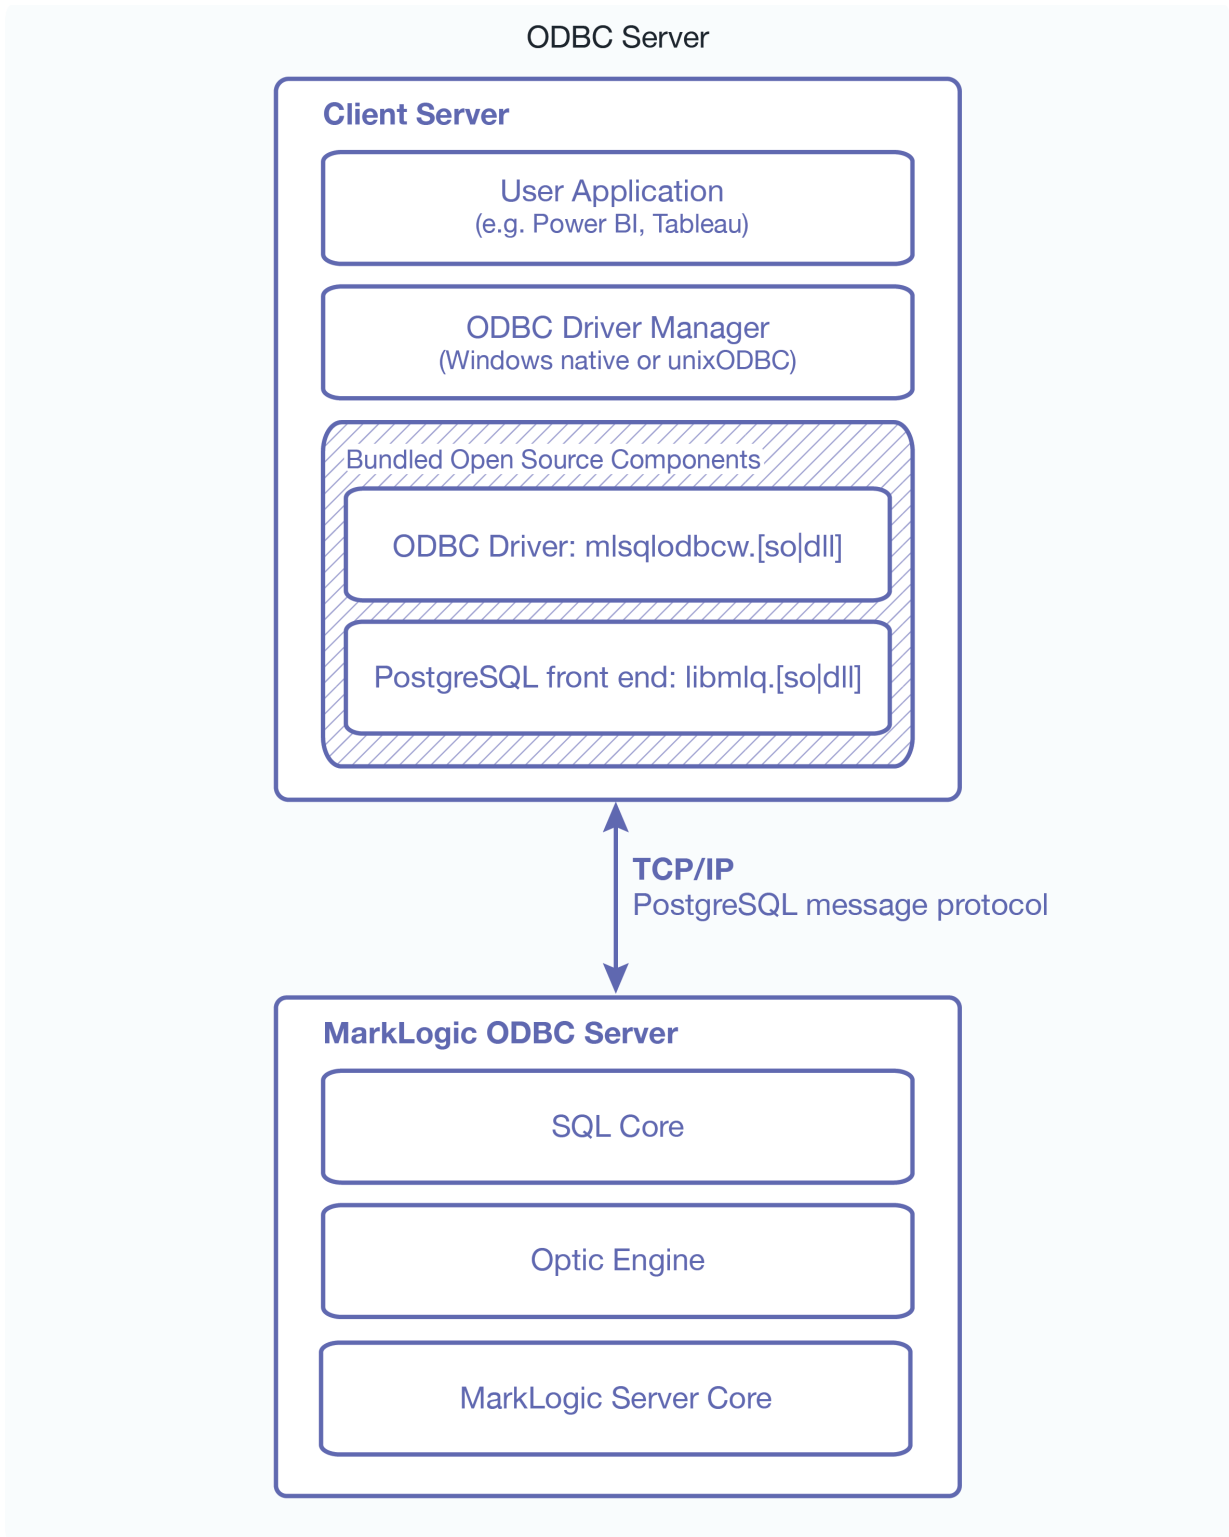 ODBC Server
Client Server
User Application
(e.g. Power BI, Tableau)
ODBC Driver Manager
(Windows native or unixODBC)
Bundled Open Source Components
ODBC Driver: mlsqlodbcw.[so|dll]
PostgreSQL front end: libmlq.[so|dll]
TCP/IP
PostgreSQL message protocol
MarkLogic ODBC Server
SQL Core
Optic Engine
MarkLogic Server Core